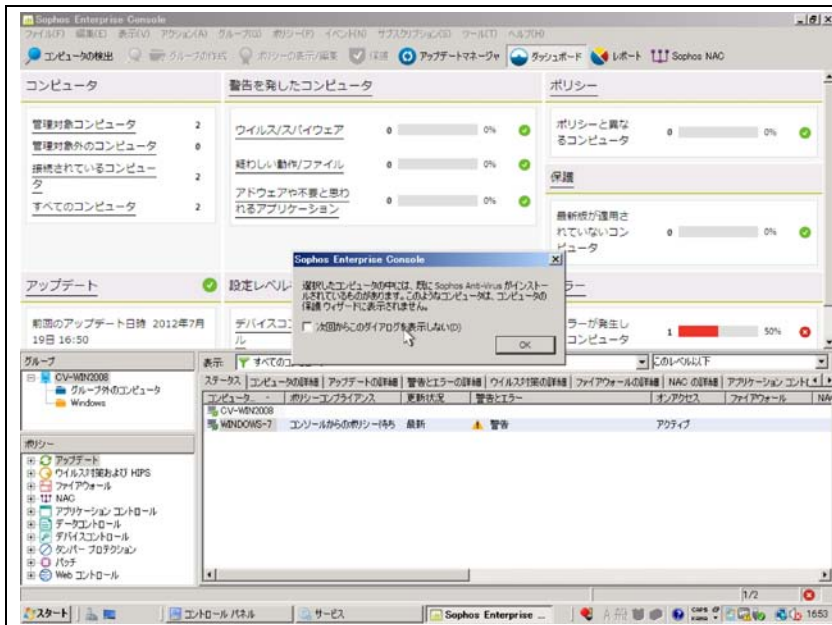 Sophos Enterprise Console
ファイル(F) 編集(E) 表示(V) アクション(A) グループ(G) ポリシー(P) イベント(N) サブスクリプション(S) ツール(T) ヘルプ(H)
コンピュータの検出 グループの作成 ポリシーの表示/編集 保護 アップデートマネージャ ダッシュボード レポート Sophos NAC
コンピュータ
管理対象コンピュータ 2
管理対象外のコンピュータ 0
接続されているコンピュー
タ 2
すべてのコンピュータ 2
警告を発したコンピュータ
ウイルス/スパイウェア 0 0%
疑わしい動作/ファイル 0 0%
アドウェアや不要と思わ
れるアプリケーション 0 0%
ポリシー
ポリシーと異な
るコンピュータ 0 0%
保護
最新版が適用さ
れていないコン
ピュータ 0 0%
アップデート
前回のアップデート日時 2012年7月
19日 16:50
設定レベル
デバイスコン
ル
ラー
ラーが発生し
コンピュータ 1 50%
Sophos Enterprise Console
選択したコンピュータの中には、既に Sophos Anti-Virus がインストー
ルされているものがあります。このようなコンピュータは、コンピュータの
保護ウィザードに表示されません。
次回からこのダイアログを表示しない(D)
OK
グループ
CV-WIN2008
グループ外のコンピュータ
Windows
表示: すべてのコ
このレベル以下
ステータス コンピュータの詳細 アップデートの詳細 警告とエラーの詳細 ウイルス対策の詳細 ファイアウォールの詳細 NAC の詳細 アプリケーション コントロ
コンピュータ... ポリシーコンプライアンス 更新状況 警告とエラー オンアクセス ファイアウォール NA
CV-WIN2008
WINDOWS-7 コンソールからのポリシー待ち 最新 警告 アクティブ
ポリシー
アップデート
ウイルス対策および HIPS
ファイアウォール
NAC
アプリケーション コントロール
データコントロール
デバイスコントロール
タンパー プロテクション
パッチ
Web コントロール
1/2
スタート コントロール パネル サービス Sophos Enterprise ... A 般 CAPS KANA 16:53